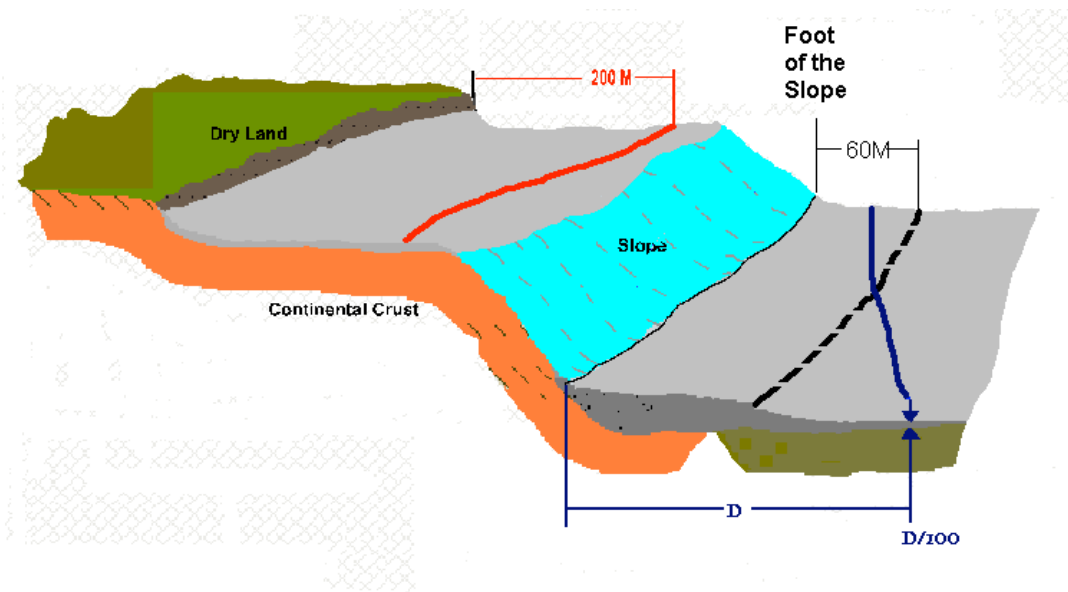 Foot
of the
Slope
200 M
Dry Land
60M
Slope
Continental Crust
D
D/100